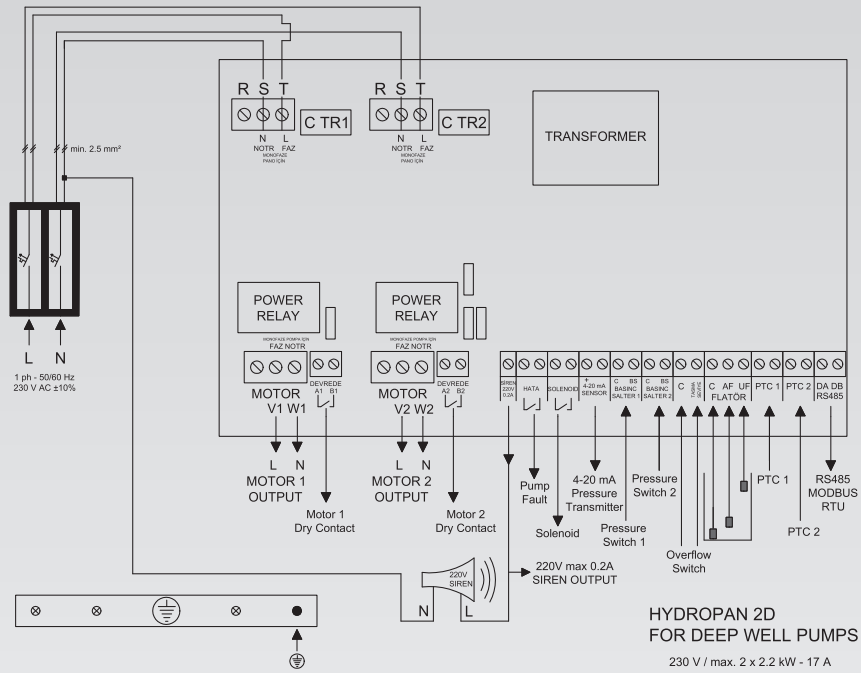 R S T
C TR1
N L
NOTR FAZ
MONOFAZE
PANO İÇİN
R S T
C TR2
N L
NOTR FAZ
MONOFAZE
PANO İÇİN
TRANSFORMER
min. 2.5 mm²
L N
1 ph - 50/60 Hz
230 V AC ±10%
POWER
RELAY
MONOFAZE POMPA İÇİN
FAZ NOTR
MOTOR
V1 W1
DEVREDE
A1 B1
L N
MOTOR 1
OUTPUT
Motor 1
Dry Contact
POWER
RELAY
MONOFAZE POMPA İÇİN
FAZ NOTR
MOTOR
V2 W2
DEVREDE
A2 B2
L N
MOTOR 2
OUTPUT
Motor 2
Dry Contact
SIREN
220V
0.2A
HATA
SOLENOID
+
4-20 mA
SENSOR
C BS
BASINC
SALTER 1
C BS
BASINC
SALTER 2
C
TAŞMA
SEVİYE
C AF UF
FLATÖR
PTC 1
PTC 2
DA DB
RS485
Pump
Fault
Solenoid
4-20 mA
Pressure
Transmitter
Pressure
Switch 1
Pressure
Switch 2
Overflow
Switch
PTC 1
PTC 2
RS485
MODBUS
RTU
220V
SIREN
N L
220V max 0.2A
SIREN OUTPUT
HYDROPAN 2D
FOR DEEP WELL PUMPS
230 V / max. 2 x 2.2 kW - 17 A